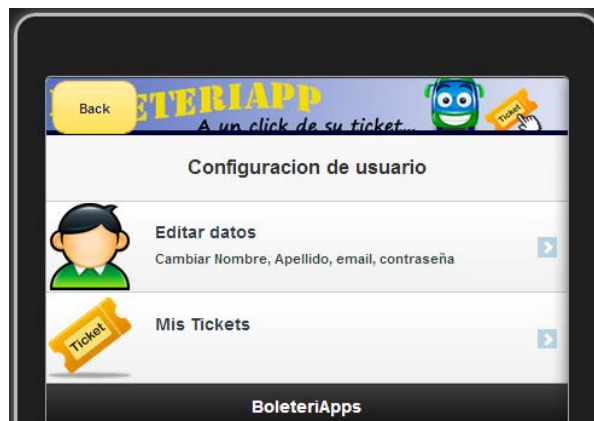 Back
ETERIAPP
A un click de su ticket...
Ticket
Configuracion de usuario
Editar datos
Cambiar Nombre, Apellido, email, contraseña
Ticket
Mis Tickets
BoleteriApps